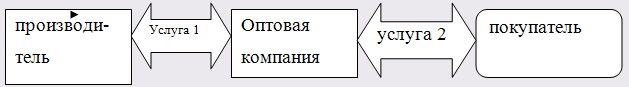 производи-
тель
Услуга 1
Оптовая
компания
услуга 2
покупатель